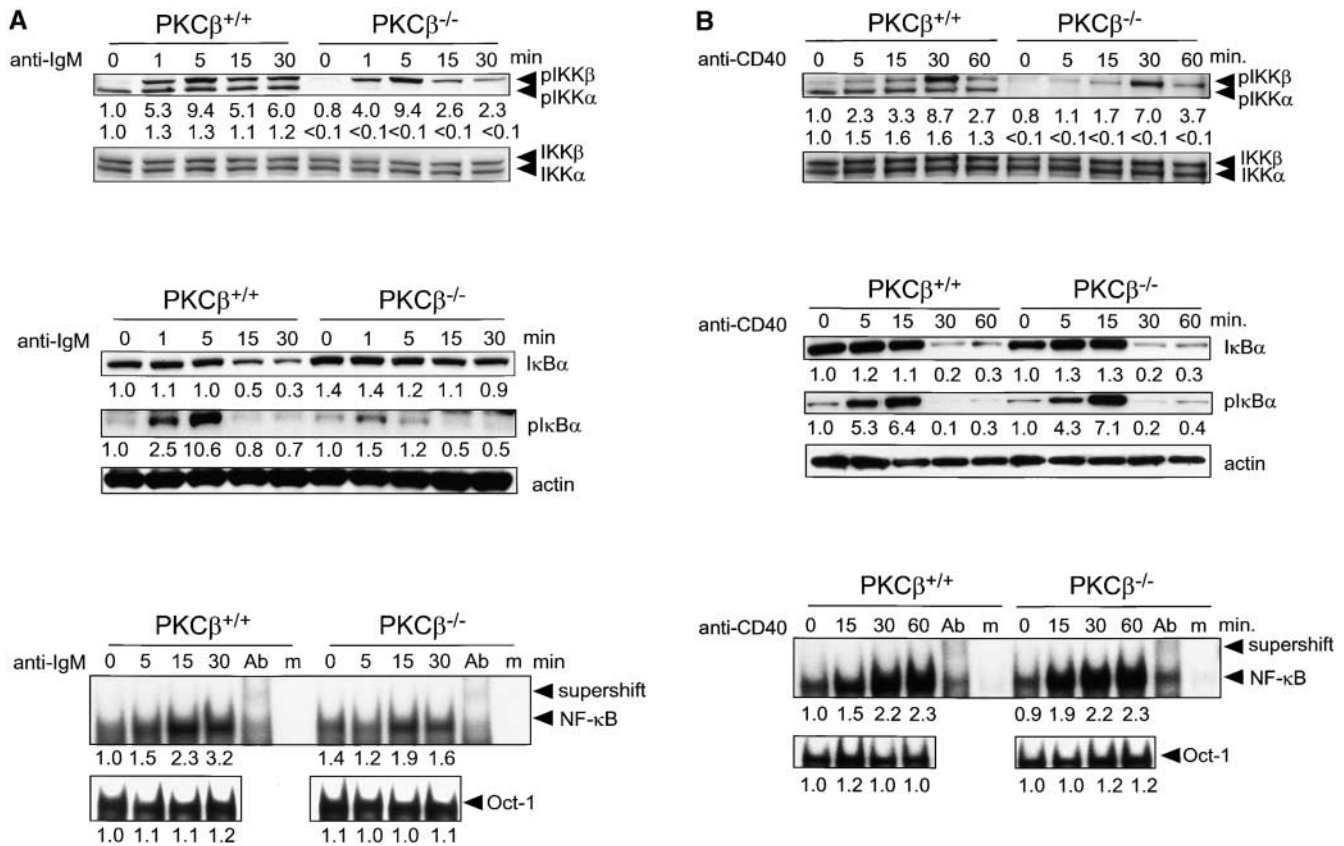 A
PKCβ+/+ PKCβ-/-
anti-IgM 0 1 5 15 30 0 1 5 15 30 min
pIKKβ
pIKKα
1.0 5.3 9.4 5.1 6.0 0.8 4.0 9.4 2.6 2.3
1.0 1.3 1.3 1.1 1.2 <0.1 <0.1 <0.1 <0.1 <0.1
IKKβ
IKKα
PKCβ+/+ PKCβ-/-
anti-IgM 0 1 5 15 30 0 1 5 15 30 min
IκBα
1.0 1.1 1.0 0.5 0.3 1.4 1.4 1.2 1.1 0.9
pIκBα
1.0 2.5 10.6 0.8 0.7 1.0 1.5 1.2 0.5 0.5
actin
PKCβ+/+ PKCβ-/-
anti-IgM 0 5 15 30 Ab m 0 5 15 30 Ab m min
supershift
NF-κB
1.0 1.5 2.3 3.2 1.4 1.2 1.9 1.6
Oct-1
1.0 1.1 1.1 1.2 1.1 1.0 1.0 1.1
B
PKCβ+/+ PKCβ-/-
anti-CD40 0 5 15 30 60 0 5 15 30 60 min.
pIKKβ
pIKKα
1.0 2.3 3.3 8.7 2.7 0.8 1.1 1.7 7.0 3.7
1.0 1.5 1.6 1.6 1.3 <0.1 <0.1 <0.1 <0.1 <0.1
IKKβ
IKKα
PKCβ+/+ PKCβ-/-
anti-CD40 0 5 15 30 60 0 5 15 30 60 min.
IκBα
1.0 1.2 1.1 0.2 0.3 1.0 1.3 1.3 0.2 0.3
pIκBα
1.0 5.3 6.4 0.1 0.3 1.0 4.3 7.1 0.2 0.4
actin
PKCβ+/+ PKCβ-/-
anti-CD40 0 15 30 60 Ab m 0 15 30 60 Ab m min.
supershift
NF-κB
1.0 1.5 2.2 2.3 0.9 1.9 2.2 2.3
Oct-1
1.0 1.2 1.0 1.0 1.0 1.0 1.2 1.2